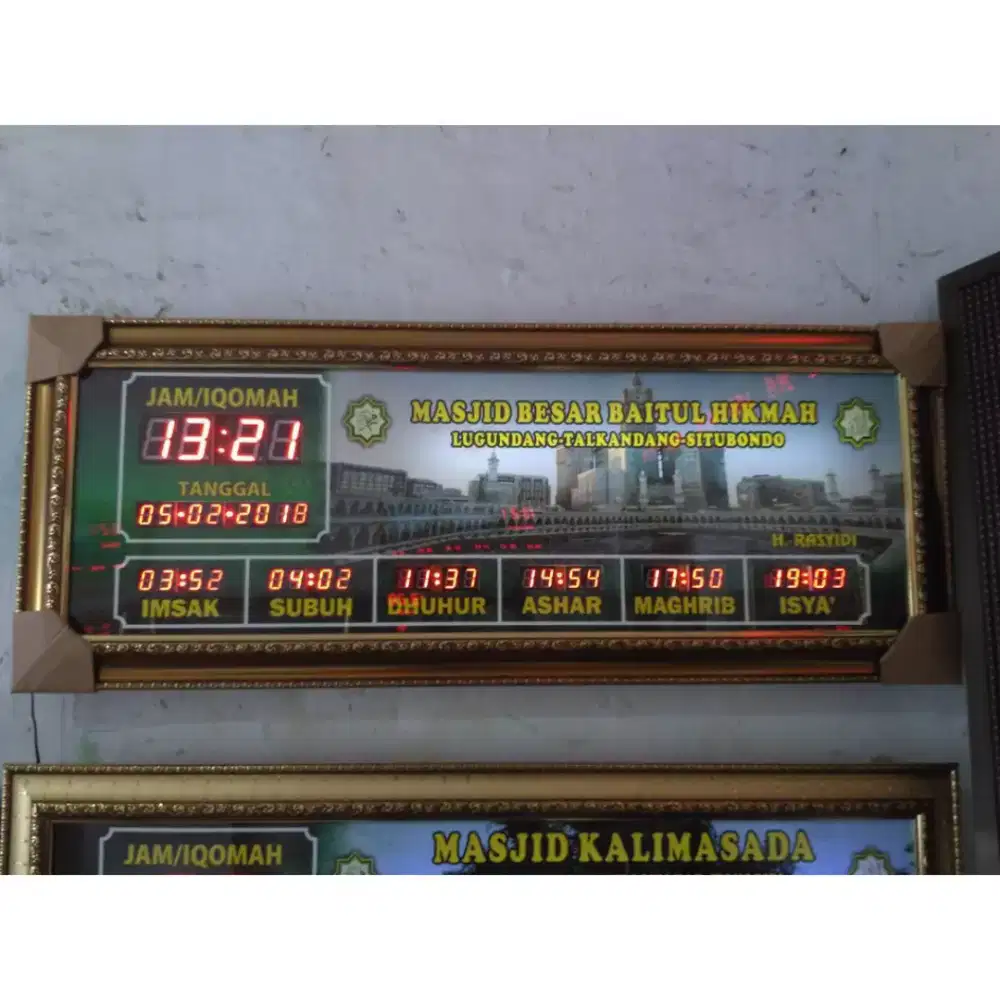 JAM/IQOMAH
13:21
TANGGAL
05-02-2018
MASJID BESAR BAITUL HIKMAH
LUGUNDANG-TALKANDANG-SITUBONDO
H. RASYIDI
03:52 04:02 11:37 14:54 17:50 19:03
IMSAK SUBUH DHUHUR ASHAR MAGHRIB ISYA'
JAM/IQOMAH
MASJID KALIMASADA